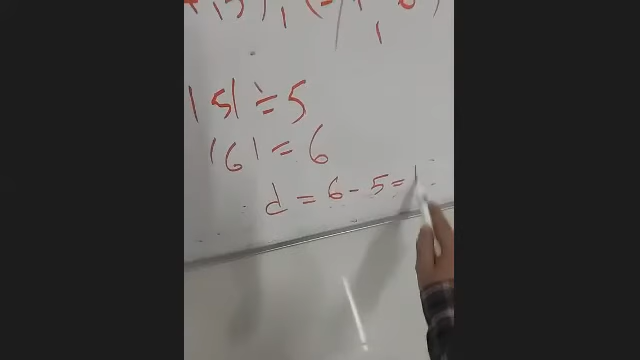 |5| = 5
|6| = 6
d = 6 - 5 = 1